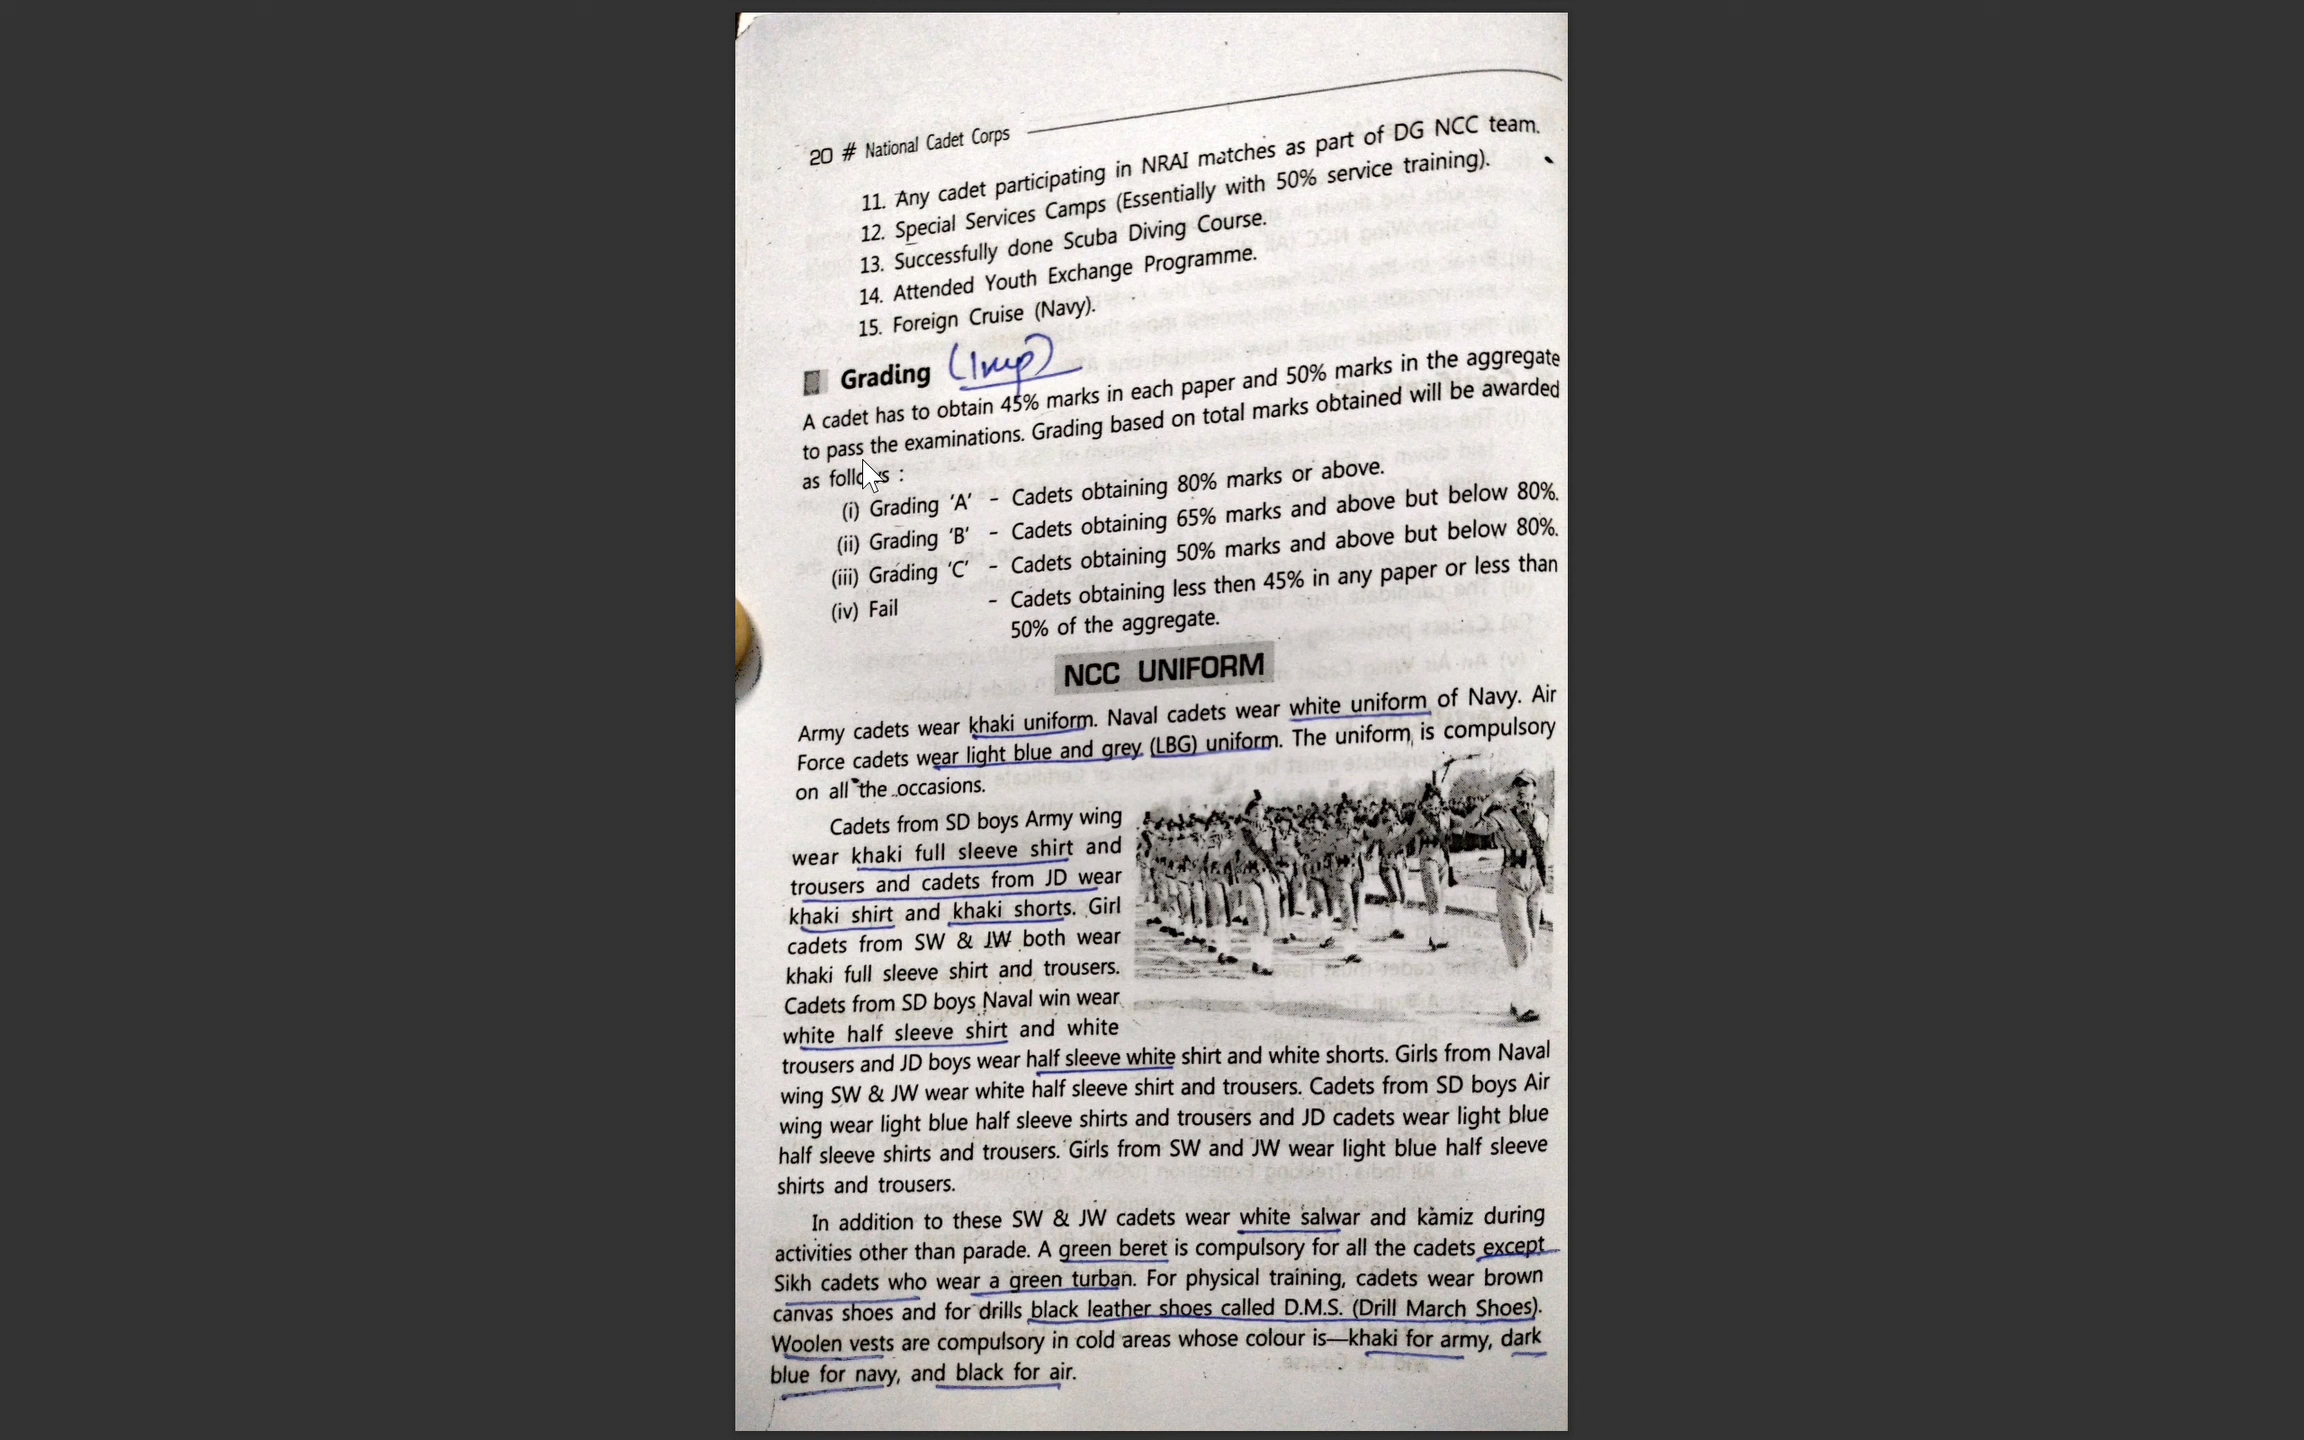 20 # National Cadet Corps
11. Any cadet participating in NRAI matches as part of DG NCC team.
12. Special Services Camps (Essentially with 50% service training).
13. Successfully done Scuba Diving Course.
14. Attended Youth Exchange Programme.
15. Foreign Cruise (Navy).
Grading (Imp)
A cadet has to obtain 45% marks in each paper and 50% marks in the aggregate
to pass the examinations. Grading based on total marks obtained will be awarded
as follows :
(i) Grading 'A' - Cadets obtaining 80% marks or above.
(ii) Grading 'B' - Cadets obtaining 65% marks and above but below 80%.
(iii) Grading 'C' - Cadets obtaining 50% marks and above but below 80%.
(iv) Fail - Cadets obtaining less then 45% in any paper or less than
50% of the aggregate.
NCC UNIFORM
Army cadets wear khaki uniform. Naval cadets wear white uniform of Navy. Air
Force cadets wear light blue and grey (LBG) uniform. The uniform is compulsory
on all the occasions.
Cadets from SD boys Army wing
wear khaki full sleeve shirt and
trousers and cadets from JD wear
khaki shirt and khaki shorts. Girl
cadets from SW & JW both wear
khaki full sleeve shirt and trousers.
Cadets from SD boys Naval win wear
white half sleeve shirt and white
trousers and JD boys wear half sleeve white shirt and white shorts. Girls from Naval
wing SW & JW wear white half sleeve shirt and trousers. Cadets from SD boys Air
wing wear light blue half sleeve shirts and trousers and JD cadets wear light blue
half sleeve shirts and trousers. Girls from SW and JW wear light blue half sleeve
shirts and trousers.
In addition to these SW & JW cadets wear white salwar and kamiz during
activities other than parade. A green beret is compulsory for all the cadets except
Sikh cadets who wear a green turban. For physical training, cadets wear brown
canvas shoes and for drills black leather shoes called D.M.S. (Drill March Shoes).
Woolen vests are compulsory in cold areas whose colour is—khaki for army, dark
blue for navy, and black for air.